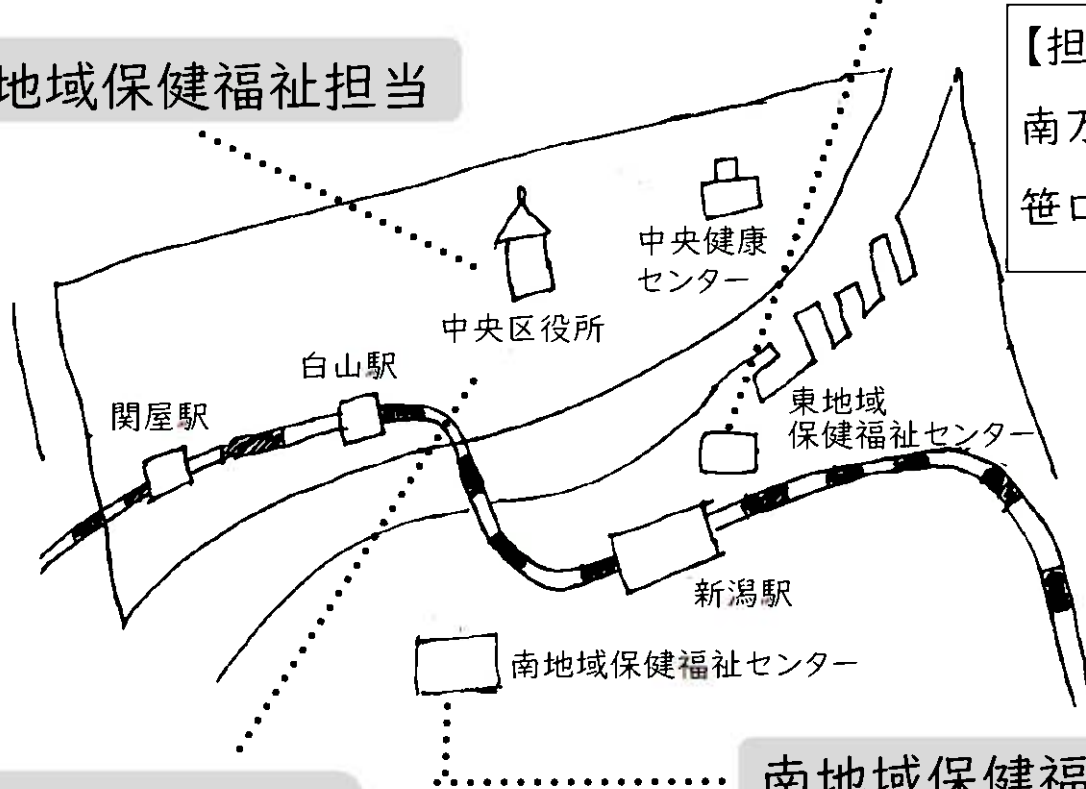 地域保健福祉担当
【担
南万
笹口
中央健康
センター
中央区役所
白山駅
関屋駅
東地域
保健福祉センター
新潟駅
南地域保健福祉センター
南地域保健福